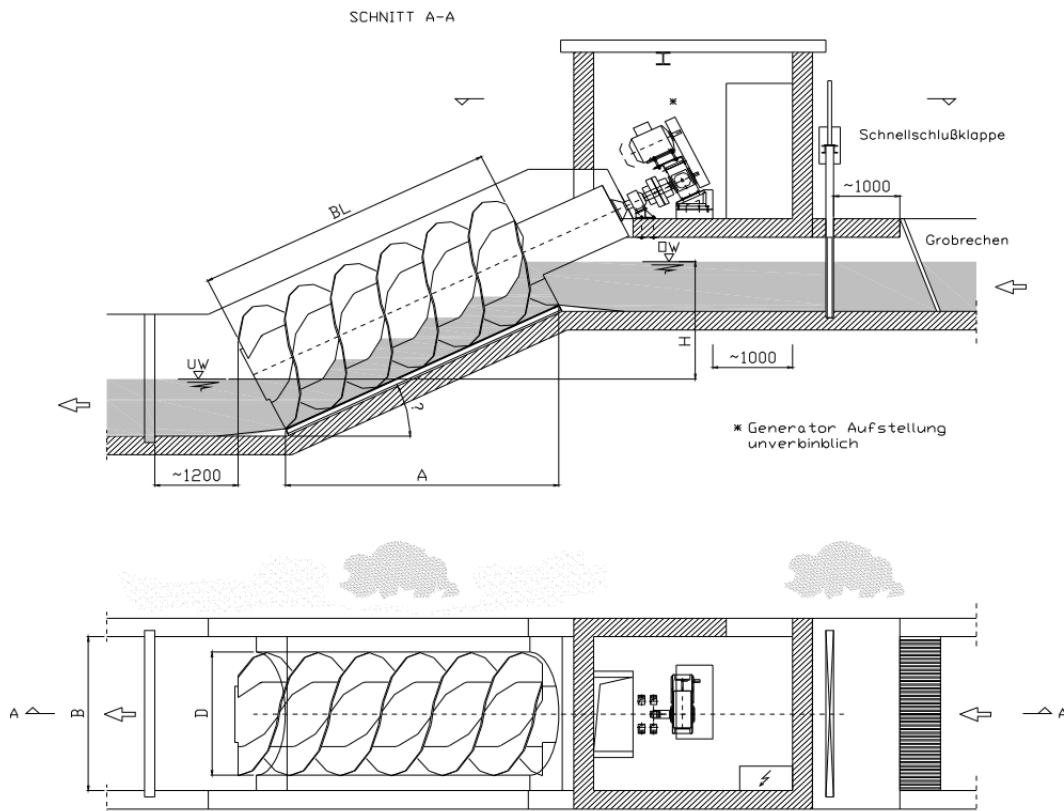 SCHNITT A-A
Schnellschlußklappe
*
~1000
BL
OW
Grobrechen
H
~1000
UW
?
* Generator Aufstellung
unverbinblich
~1200
A
A
B
D
A